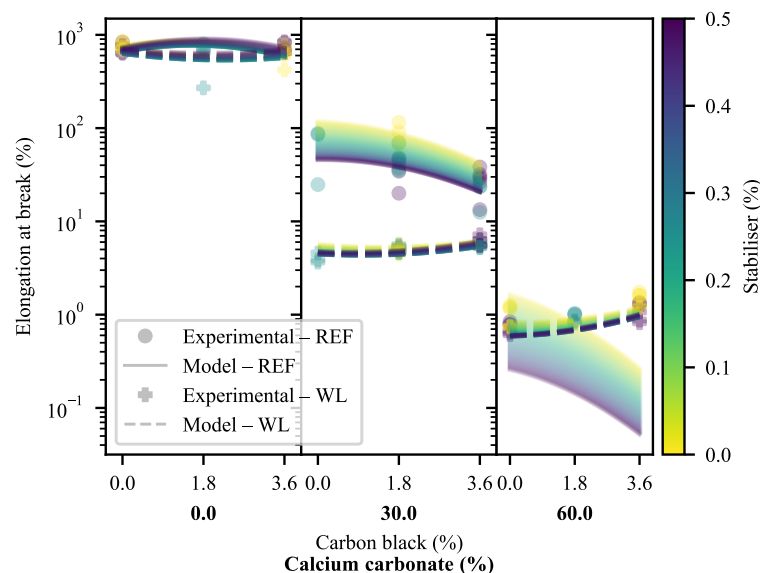 Elongation at break (%)
10³
10²
10¹
10⁰
10⁻¹
Experimental – REF
Model – REF
Experimental – WL
Model – WL
0.0 1.8 3.6 0.0 1.8 3.6 0.0 1.8 3.6
0.0 30.0 60.0
Carbon black (%)
Calcium carbonate (%)
0.5
0.4
0.3
0.2
0.1
0.0
Stabiliser (%)